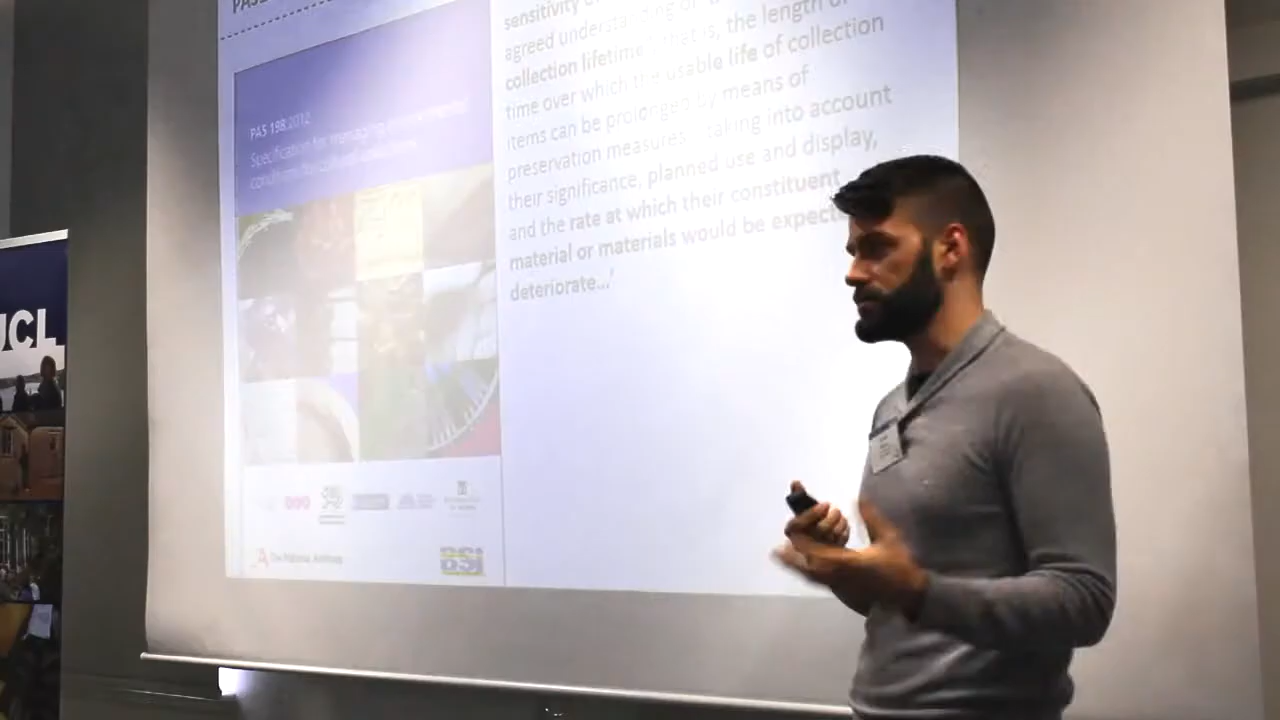 PAS
sensitivity
agreed understanding of
collection lifetime that is, the length of
time over which the usable life of collection
items can be prolonged by means of
preservation measures taking into account
their significance, planned use and display,
and the rate at which their constituent
material or materials would be expecte
deteriorate...'
PAS 198:2012
Specification for managing environmental
conditions for cultural collections
The National Archives
BSi
UCL